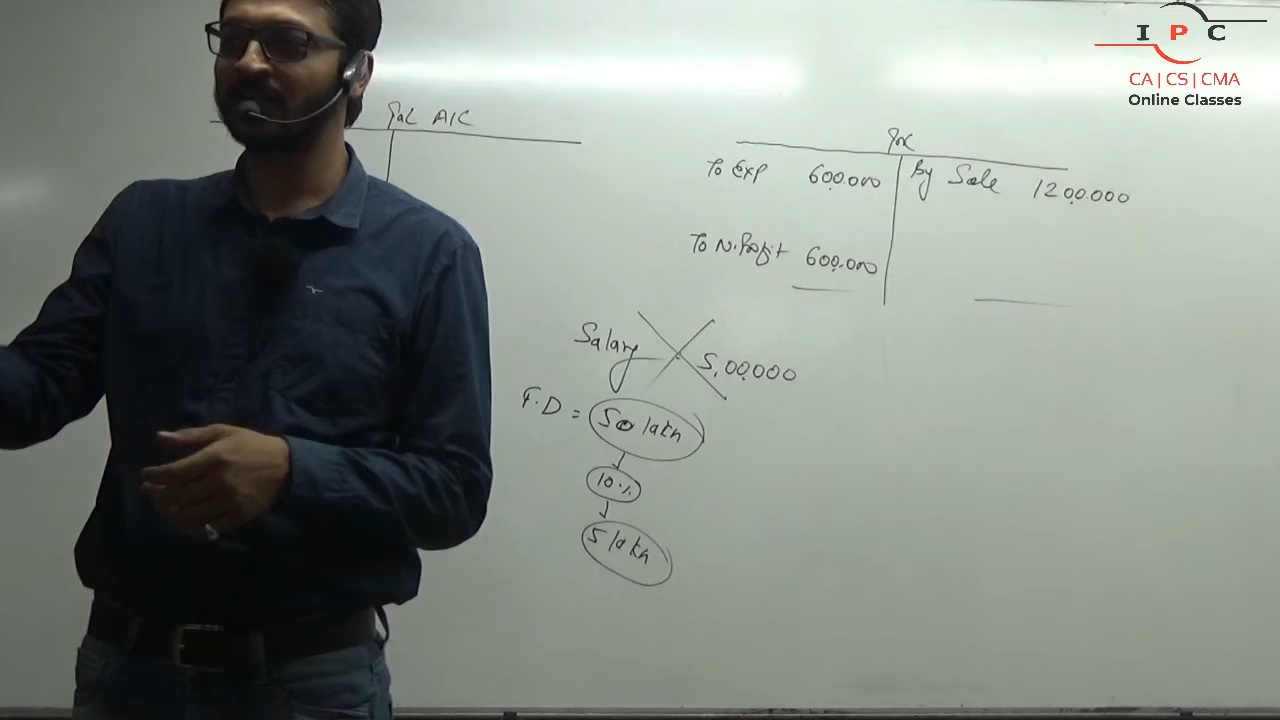 I P C
CA | CS | CMA
Online Classes
P&L A/C
P&L
To Exp 600,000 By Sale 1200,000
To N.Profit 600,000
Salary 5,00,000
F.D = 50 lakh
10%
5 lakh